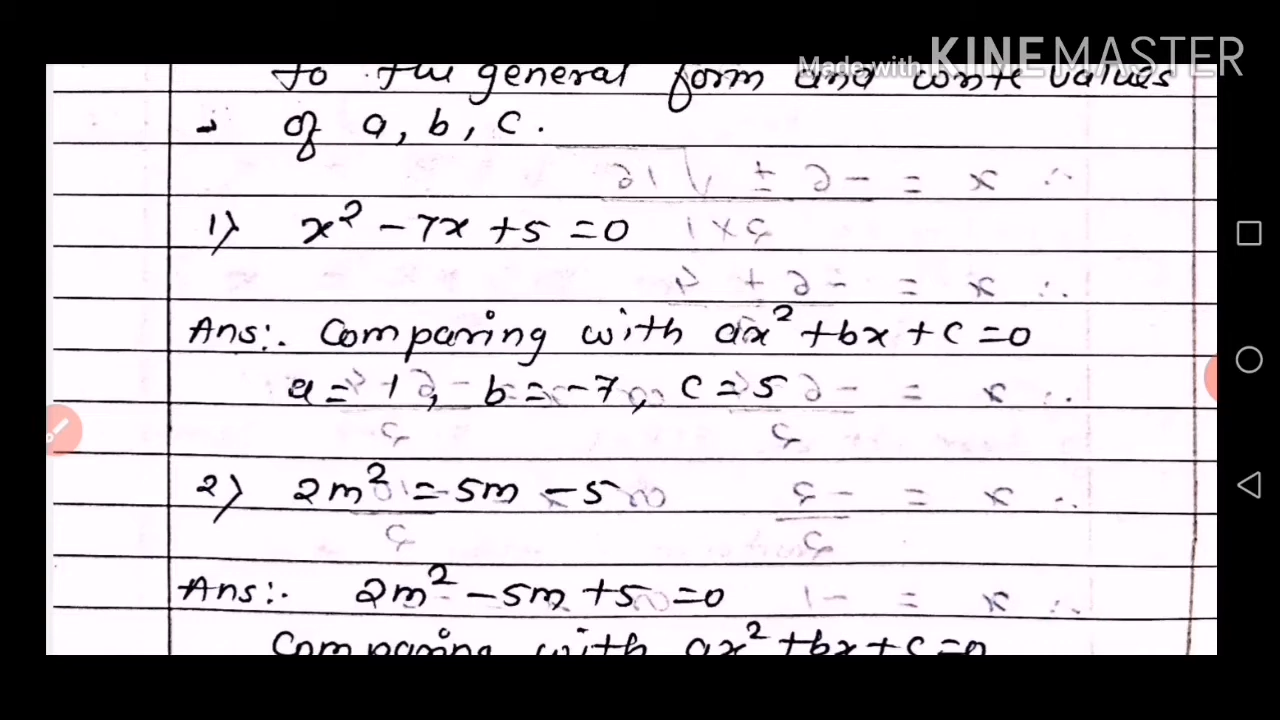 Made with KINEMASTER
to the general form and write values
of a, b, c.
1) x² - 7x + 5 = 0
Ans:. Comparing with ax² + bx + c = 0
a = 1, b = -7, c = 5
2) 2m² = 5m - 5
Ans:. 2m² - 5m + 5 = 0
Comparing with ax² + bx + c = 0